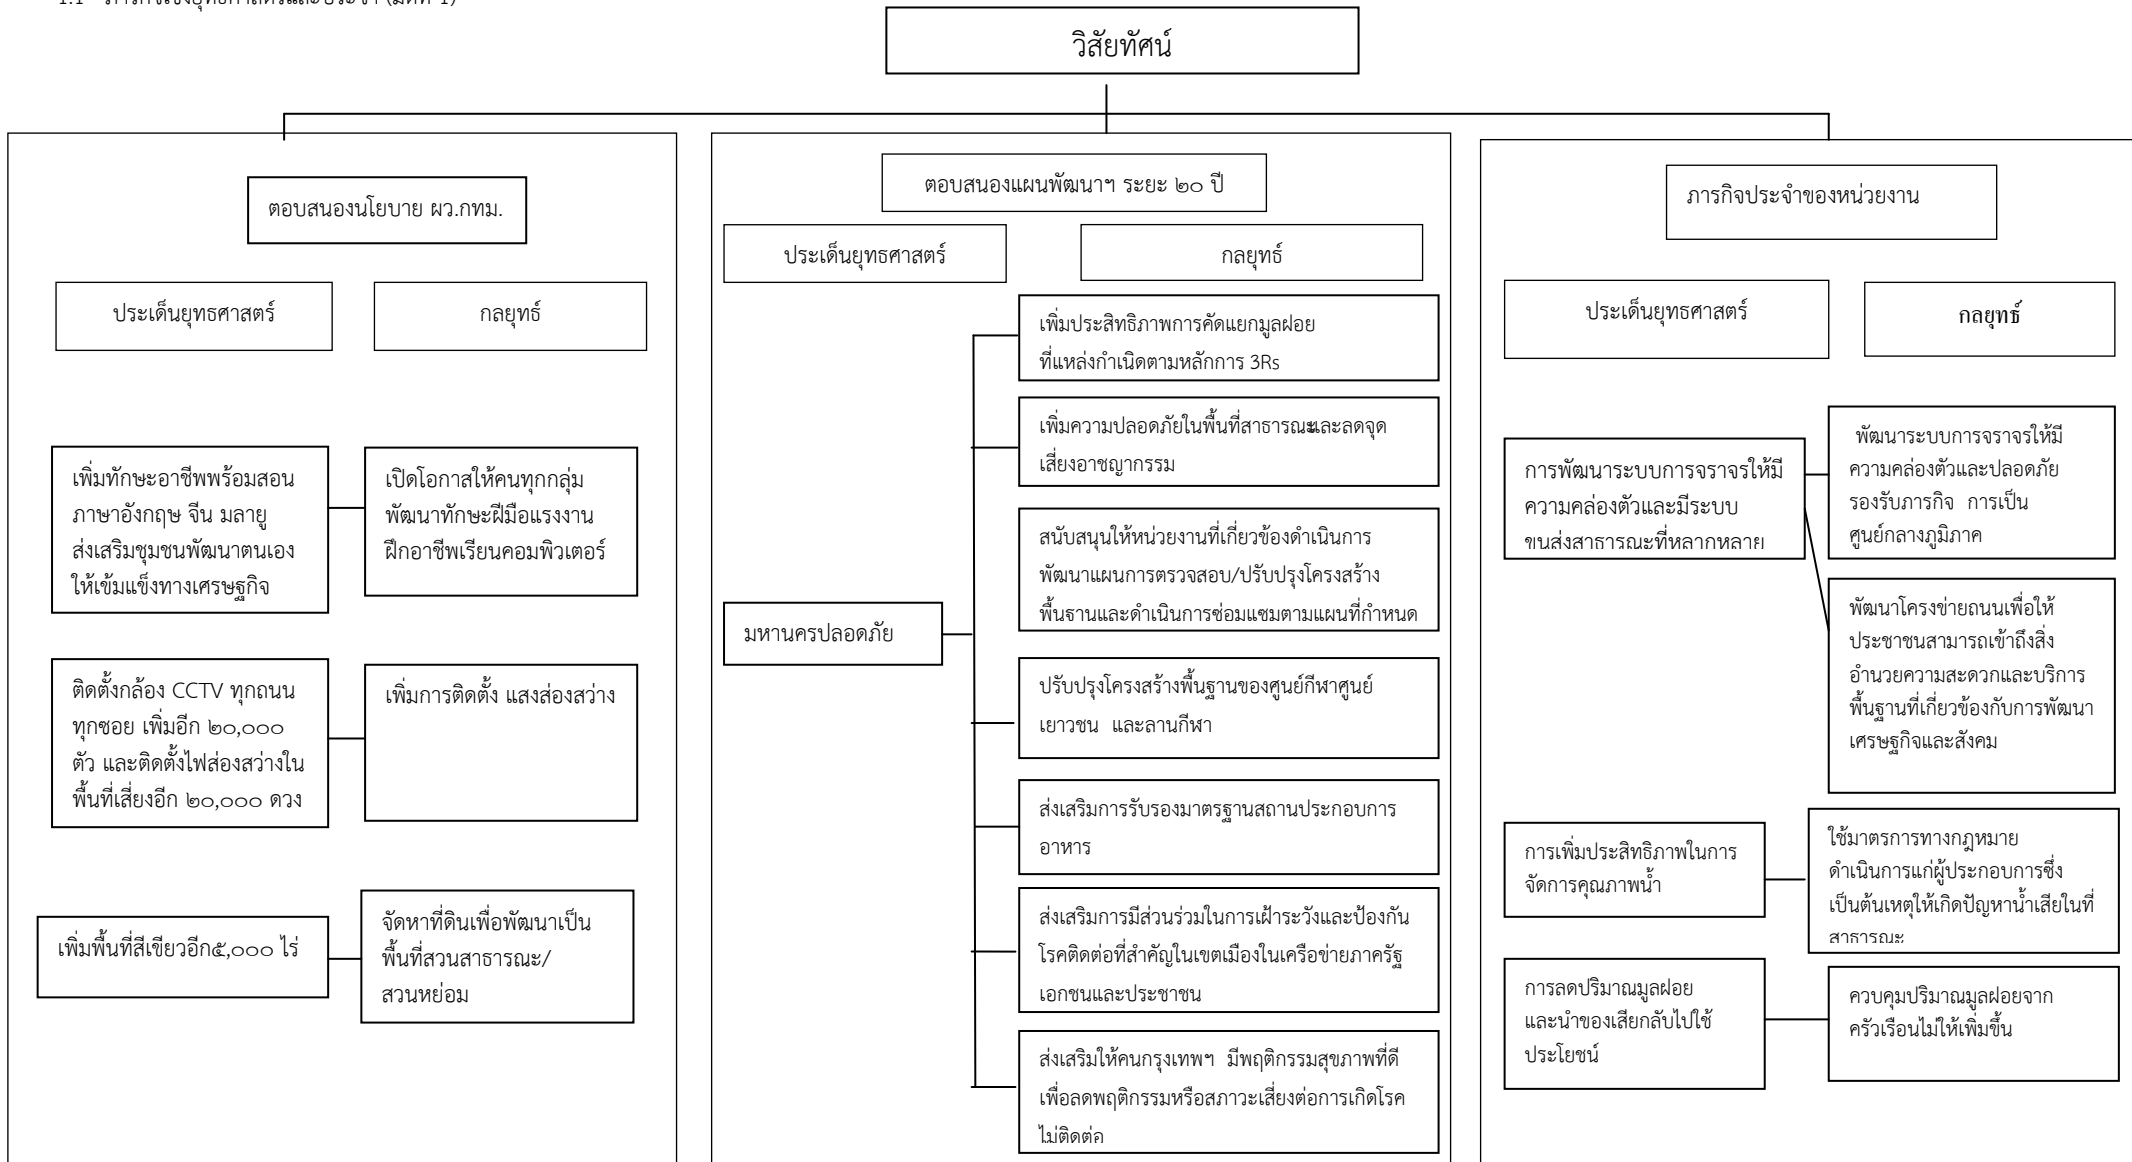 วิสัยทัศน์
ตอบสนองนโยบาย ผว.กทม.
ประเด็นยุทธศาสตร์
กลยุทธ์
เพิ่มทักษะอาชีพพร้อมสอน
ภาษาอังกฤษ จีน มลายู
ส่งเสริมชุมชนพัฒนาตนเอง
ให้เข้มแข็งทางเศรษฐกิจ
เปิดโอกาสให้คนทุกกลุ่ม
พัฒนาทักษะฝีมือแรงงาน
ฝึกอาชีพเรียนคอมพิวเตอร์
ติดตั้งกล้อง CCTV ทุกถนน
ทุกซอย เพิ่มอีก ๒๐,๐๐๐
ตัว และติดตั้งไฟส่องสว่างใน
พื้นที่เสี่ยงอีก ๒๐,๐๐๐ ดวง
เพิ่มการติดตั้ง แสงส่องสว่าง
เพิ่มพื้นที่สีเขียวอีก๕,๐๐๐ ไร่
จัดหาที่ดินเพื่อพัฒนาเป็น
พื้นที่สวนสาธารณะ/
สวนหย่อม
ตอบสนองแผนพัฒนาฯ ระยะ ๒๐ ปี
ประเด็นยุทธศาสตร์
กลยุทธ์
มหานครปลอดภัย
เพิ่มประสิทธิภาพการคัดแยกมูลฝอย
ที่แหล่งกำเนิดตามหลักการ 3Rs
เพิ่มความปลอดภัยในพื้นที่สาธารณะและลดจุด
เสี่ยงอาชญากรรม
สนับสนุนให้หน่วยงานที่เกี่ยวข้องดำเนินการ
พัฒนาแผนการตรวจสอบ/ปรับปรุงโครงสร้าง
พื้นฐานและดำเนินการซ่อมแซมตามแผนที่กำหนด
ปรับปรุงโครงสร้างพื้นฐานของศูนย์กีฬาศูนย์
เยาวชน และลานกีฬา
ส่งเสริมการรับรองมาตรฐานสถานประกอบการ
อาหาร
ส่งเสริมการมีส่วนร่วมในการเฝ้าระวังและป้องกัน
โรคติดต่อที่สำคัญในเขตเมืองในเครือข่ายภาครัฐ
เอกชนและประชาชน
ส่งเสริมให้คนกรุงเทพฯ มีพฤติกรรมสุขภาพที่ดี
เพื่อลดพฤติกรรมหรือสภาวะเสี่ยงต่อการเกิดโรค
ไม่ติดต่อ
ภารกิจประจำของหน่วยงาน
ประเด็นยุทธศาสตร์
กลยุทธ์
การพัฒนาระบบการจราจรให้มี
ความคล่องตัวและมีระบบ
ขนส่งสาธารณะที่หลากหลาย
พัฒนาระบบการจราจรให้มี
ความคล่องตัวและปลอดภัย
รองรับภารกิจ การเป็น
ศูนย์กลางภูมิภาค
พัฒนาโครงข่ายถนนเพื่อให้
ประชาชนสามารถเข้าถึงสิ่ง
อำนวยความสะดวกและบริการ
พื้นฐานที่เกี่ยวข้องกับการพัฒนา
เศรษฐกิจและสังคม
การเพิ่มประสิทธิภาพในการ
จัดการคุณภาพน้ำ
ใช้มาตรการทางกฎหมาย
ดำเนินการแก่ผู้ประกอบการซึ่ง
เป็นต้นเหตุให้เกิดปัญหาน้ำเสียในที่
สาธารณะ
การลดปริมาณมูลฝอย
และนำของเสียกลับไปใช้
ประโยชน์
ควบคุมปริมาณมูลฝอยจาก
ครัวเรือนไม่ให้เพิ่มขึ้น